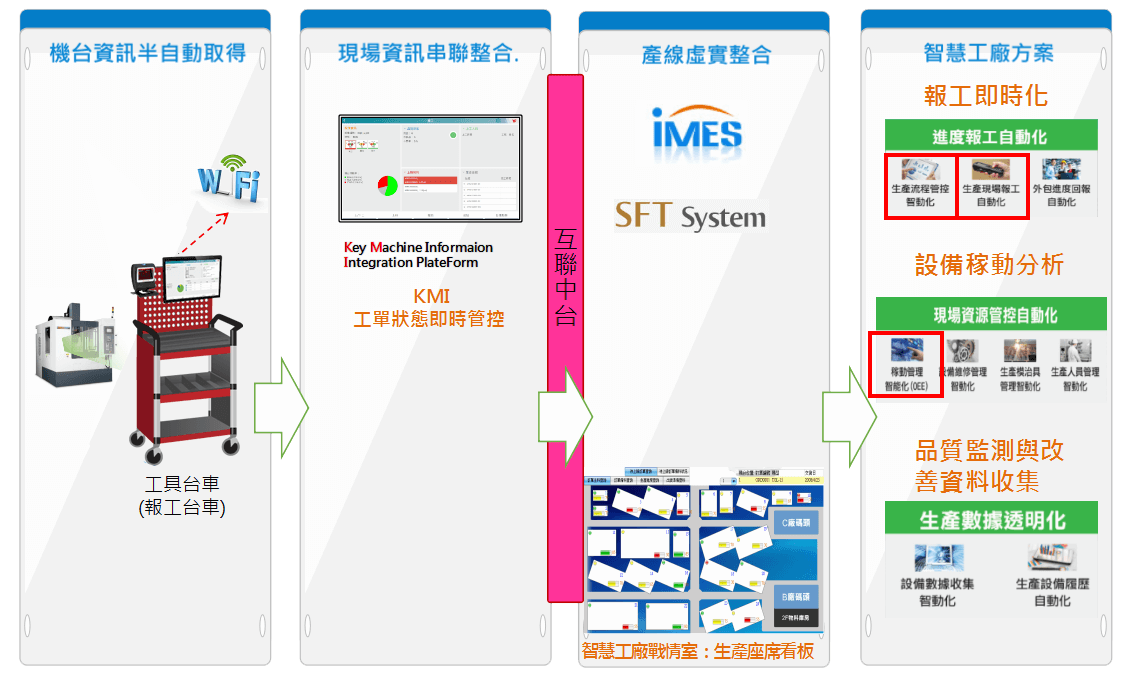 機台資訊半自動取得
Wi Fi
工具台車
(報工台車)
現場資訊串聯整合.
Key Machine Informaion
Integration PlateForm
KMI
工單狀態即時管控
互聯中台
產線虛實整合
iMES
SFT System
C廠碼頭
B廠碼頭
2F物料庫房
智慧工廠戰情室：生產座席看板
智慧工廠方案
報工即時化
進度報工自動化
生產流程管控
智動化
生產現場報工
自動化
外包進度回報
自動化
設備稼動分析
現場資源管控自動化
稼動管理
智能化(OEE)
設備維修管理
智動化
生產模治具
管理智動化
生產人員管理
智動化
品質監測與改
善資料收集
生產數據透明化
設備數據收集
智動化
生產設備履歷
自動化